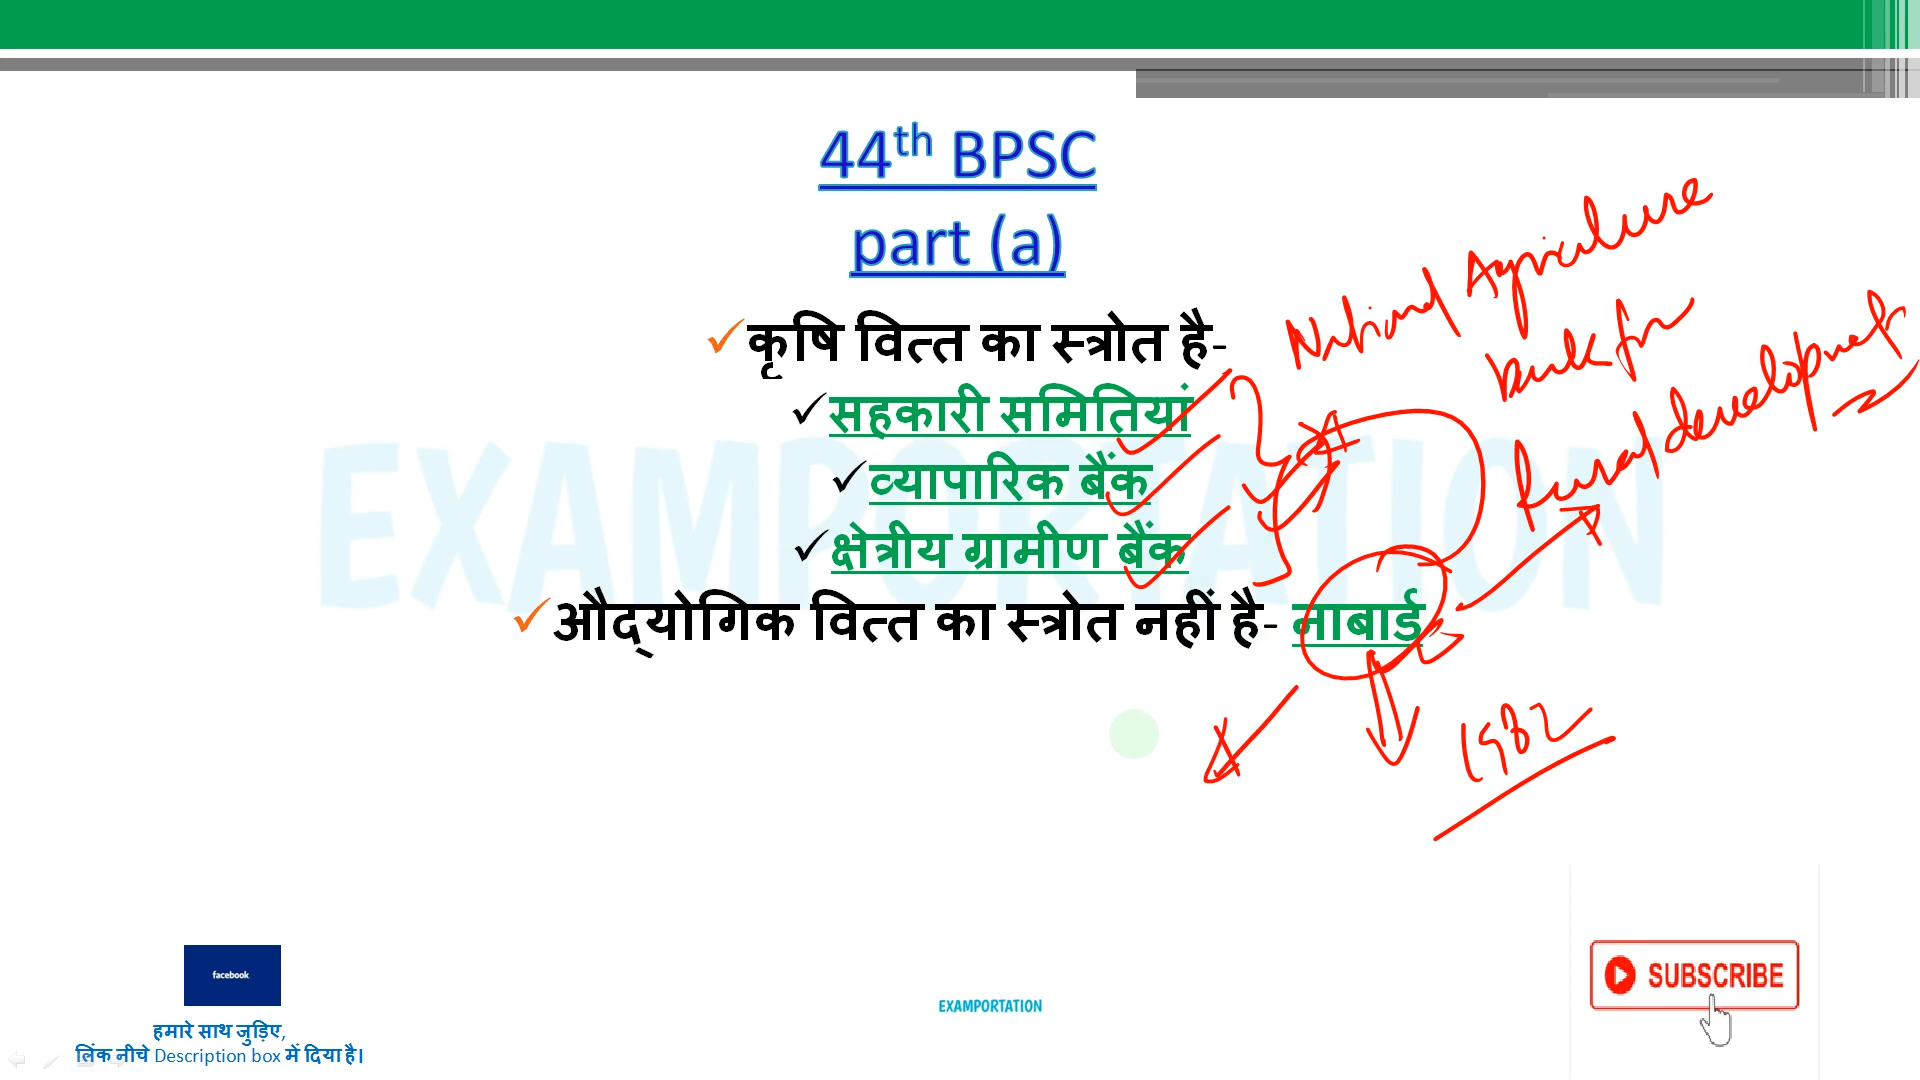 44th BPSC
part (a)
कृषि वित्त का स्त्रोत है-
सहकारी समितियां
व्यापारिक बैंक
क्षेत्रीय ग्रामीण बैंक
औद्योगिक वित्त का स्त्रोत नहीं है- नाबार्ड
National Agriculture
Bank for
Rural development
1982
EXAMPORTATION
facebook
हमारे साथ जुड़िए,
लिंक नीचे Description box में दिया है।
EXAMPORTATION
SUBSCRIBE